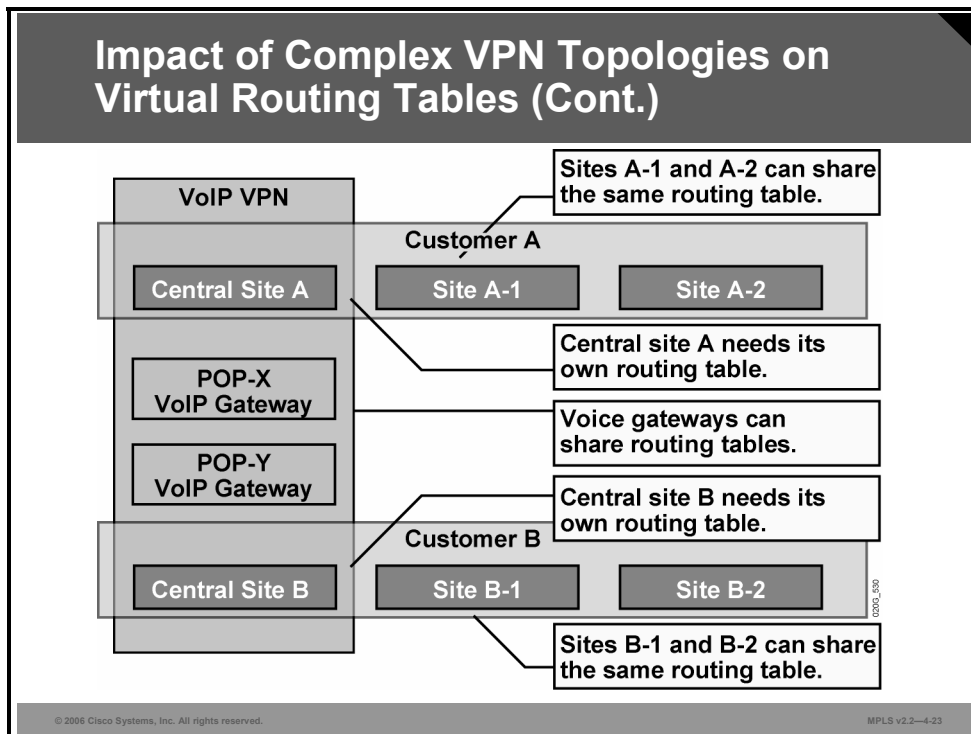 Impact of Complex VPN Topologies on
Virtual Routing Tables (Cont.)
Sites A-1 and A-2 can share
the same routing table.
VoIP VPN
Customer A
Central Site A
Site A-1
Site A-2
Central site A needs its
own routing table.
POP-X
VoIP Gateway
Voice gateways can
share routing tables.
POP-Y
VoIP Gateway
Central site B needs its
own routing table.
Customer B
Central Site B
Site B-1
Site B-2
020G_530
Sites B-1 and B-2 can share
the same routing table.
© 2006 Cisco Systems, Inc. All rights reserved.
MPLS v2.2—4-23